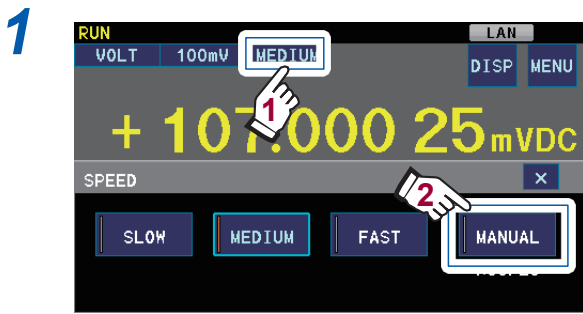 1
RUN LAN
VOLT 100mV MEDIUM
DISP MENU
1
+ 107.000 25 mVDC
SPEED ×
2
SLOW MEDIUM FAST MANUAL